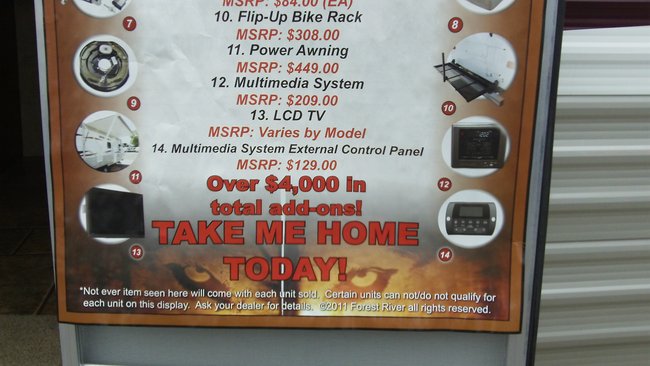 MSRP: $84.00 (EA)
10. Flip-Up Bike Rack
MSRP: $308.00
11. Power Awning
MSRP: $449.00
12. Multimedia System
MSRP: $209.00
13. LCD TV
MSRP: Varies by Model
14. Multimedia System External Control Panel
MSRP: $129.00
Over $4,000 in
total add-ons!
TAKE ME HOME
TODAY!
*Not ever item seen here will come with each unit sold. Certain units can not/do not qualify for
each unit on this display. Ask your dealer for details. ©2011 Forest River all rights reserved.
7
9
11
13
8
10
12
14